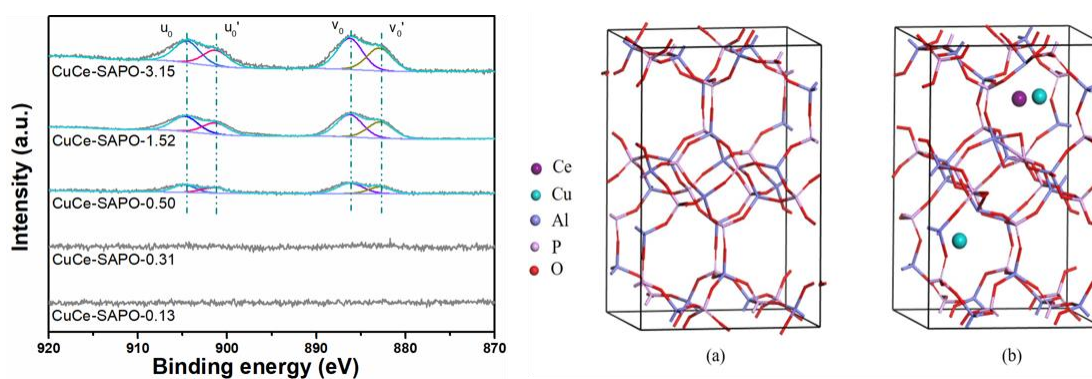 u₀ u₀' v₀ v₀'
CuCe-SAPO-3.15
CuCe-SAPO-1.52
CuCe-SAPO-0.50
CuCe-SAPO-0.31
CuCe-SAPO-0.13
Intensity (a.u.)
920 910 900 890 880 870
Binding energy (eV)
Ce
Cu
Al
P
O
(a)
(b)